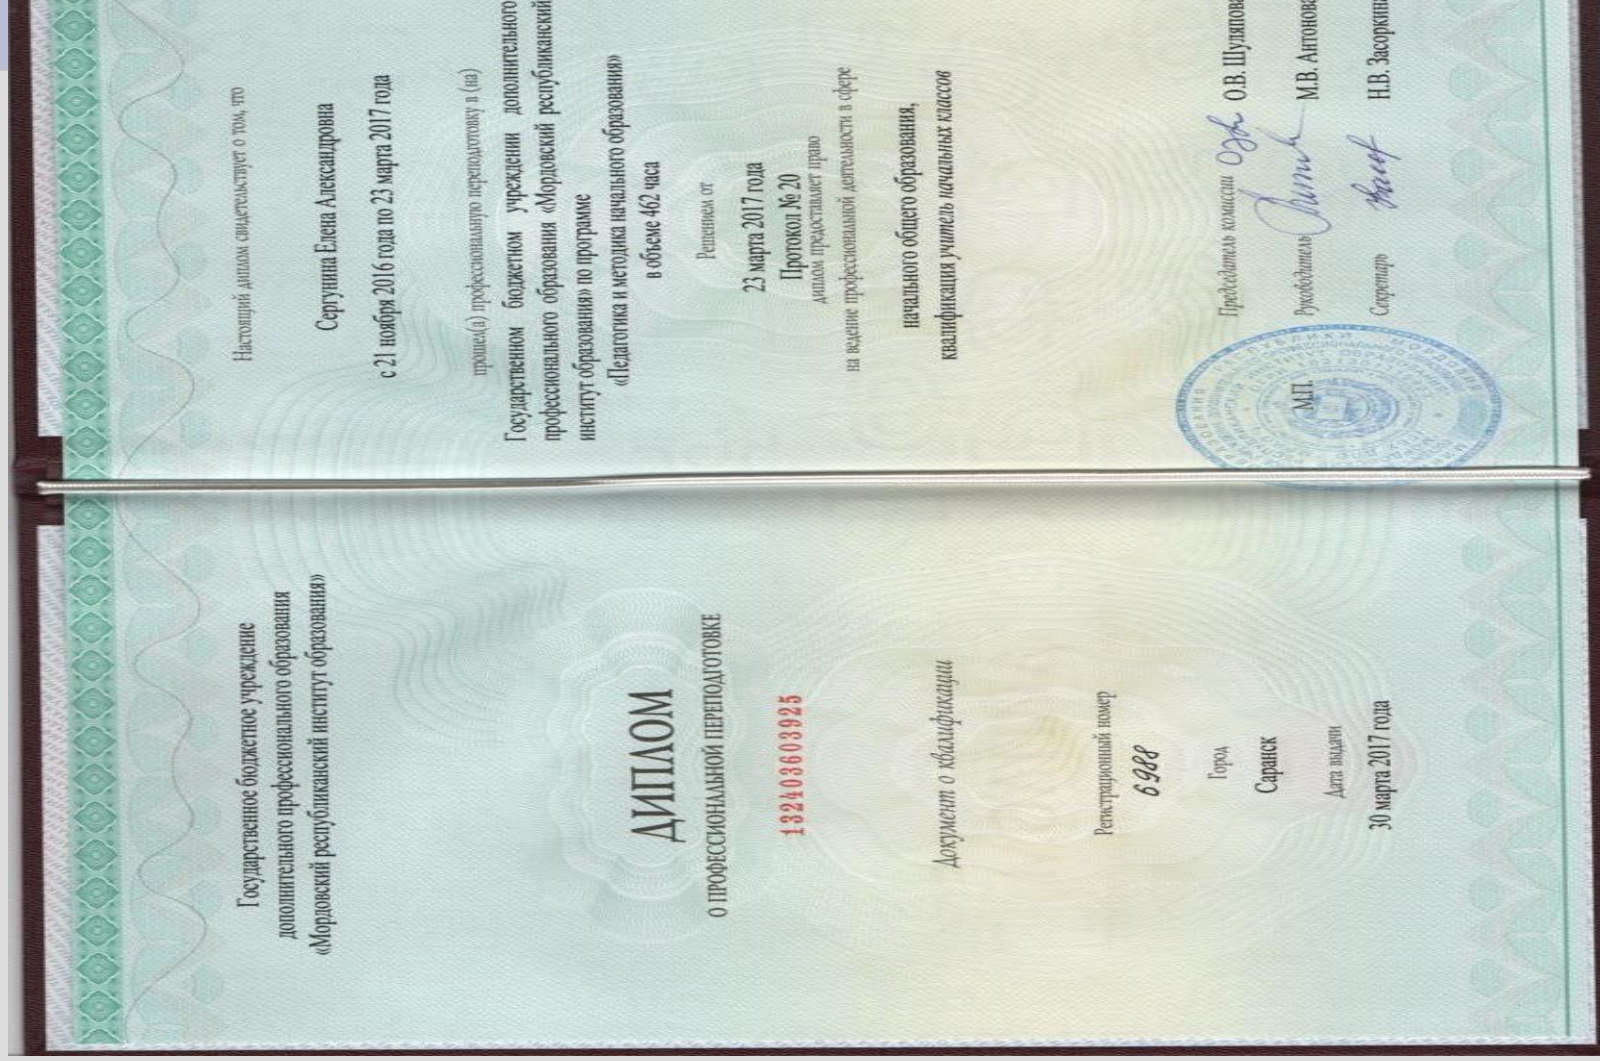 Государственное бюджетное учреждение
дополнительного профессионального образования
«Мордовский республиканский институт образования»
ДИПЛОМ
О ПРОФЕССИОНАЛЬНОЙ ПЕРЕПОДГОТОВКЕ
132403603925
Документ о квалификации
Регистрационный номер
6988
Город
Саранск
Дата выдачи
30 марта 2017 года
Настоящий диплом свидетельствует о том, что
Сергунина Елена Александровна
с 21 ноября 2016 года по 23 марта 2017 года
прошел(а) профессиональную переподготовку в (на)
Государственном бюджетном учреждении дополнительного
профессионального образования «Мордовский республиканский
институт образования» по программе
«Педагогика и методика начального образования»
в объеме 462 часа
Решением от
23 марта 2017 года
Протокол № 20
диплом предоставляет право
на ведение профессиональной деятельности в сфере
начального общего образования,
квалификация учитель начальных классов
Председатель комиссии О.В. Шуляпов
Руководитель М.В. Антонов
М.П.
Секретарь Н.В. Засоркин